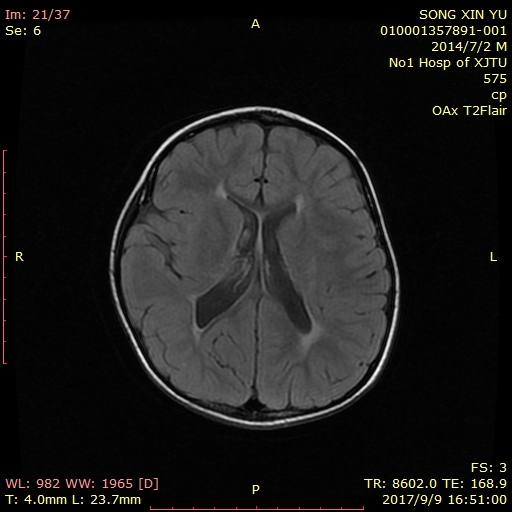 Im: 21/37
Se: 6
A
SONG XIN YU
010001357891-001
2014/7/2 M
No1 Hosp of XJTU
575
cp
OAx T2Flair
R
L
WL: 982 WW: 1965 [D]
T: 4.0mm L: 23.7mm
P
FS: 3
TR: 8602.0 TE: 168.9
2017/9/9 16:51:00